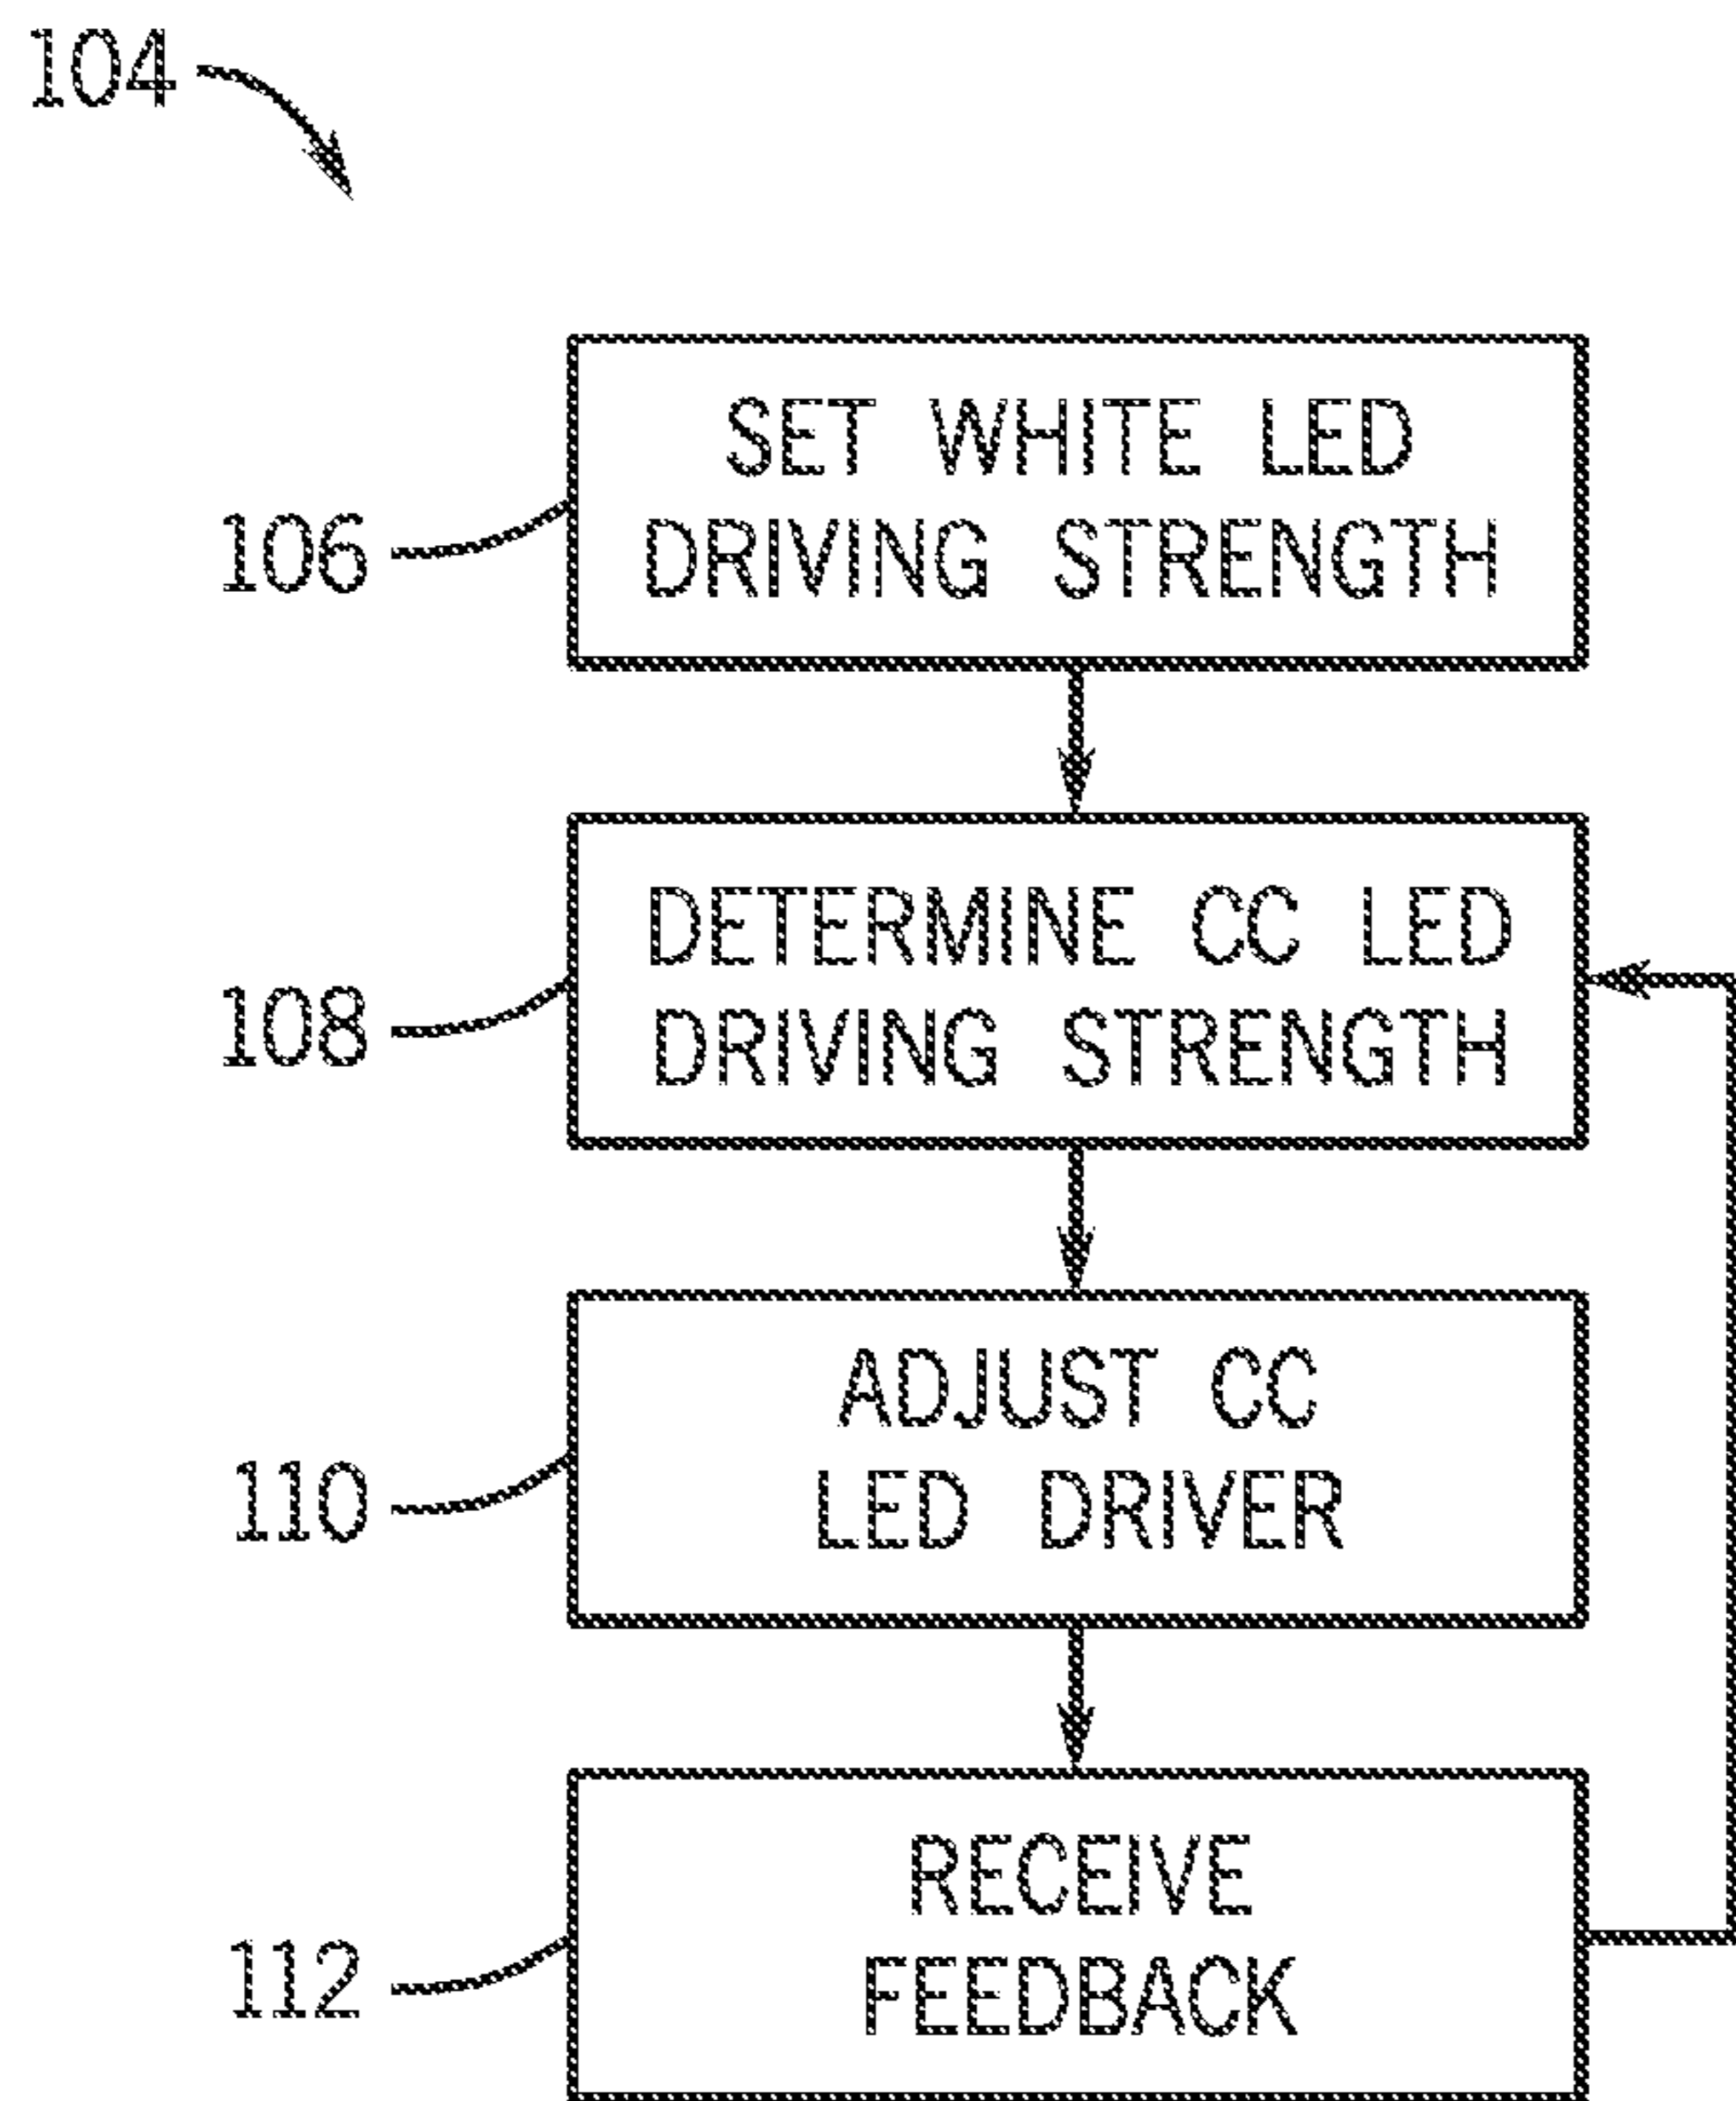 104
SET WHITE LED
DRIVING STRENGTH
106
DETERMINE CC LED
DRIVING STRENGTH
108
ADJUST CC
LED DRIVER
110
RECEIVE
FEEDBACK
112